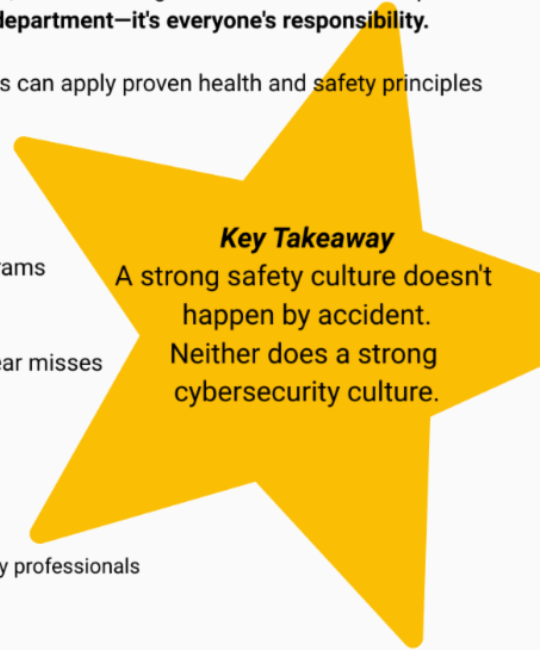 department—it's everyone's responsibility.
s can apply proven health and safety principles
Key Takeaway
A strong safety culture doesn't
rams
happen by accident.
Neither does a strong
ear misses
cybersecurity culture.
y professionals